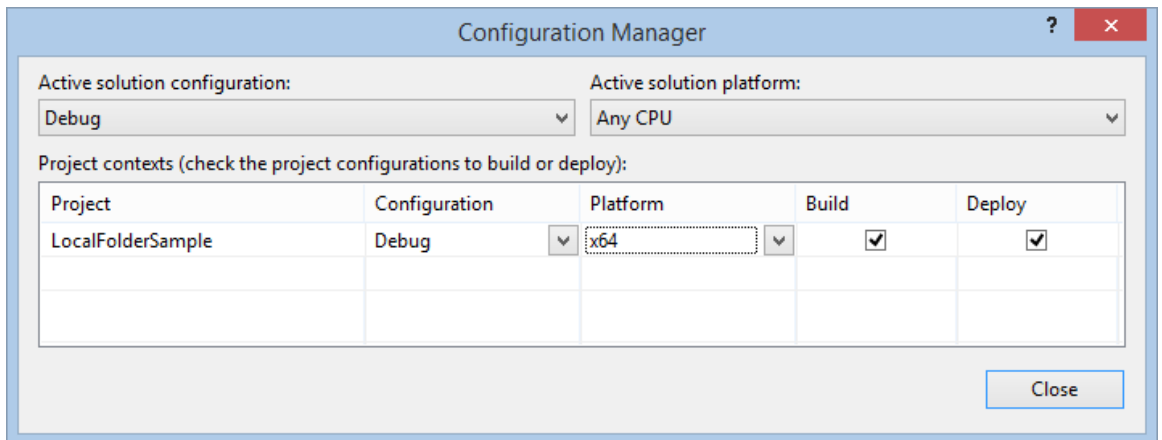 Configuration Manager
?
Active solution configuration: Active solution platform:
Debug Any CPU
Project contexts (check the project configurations to build or deploy):
Project Configuration Platform Build Deploy
LocalFolderSample Debug x64
Close